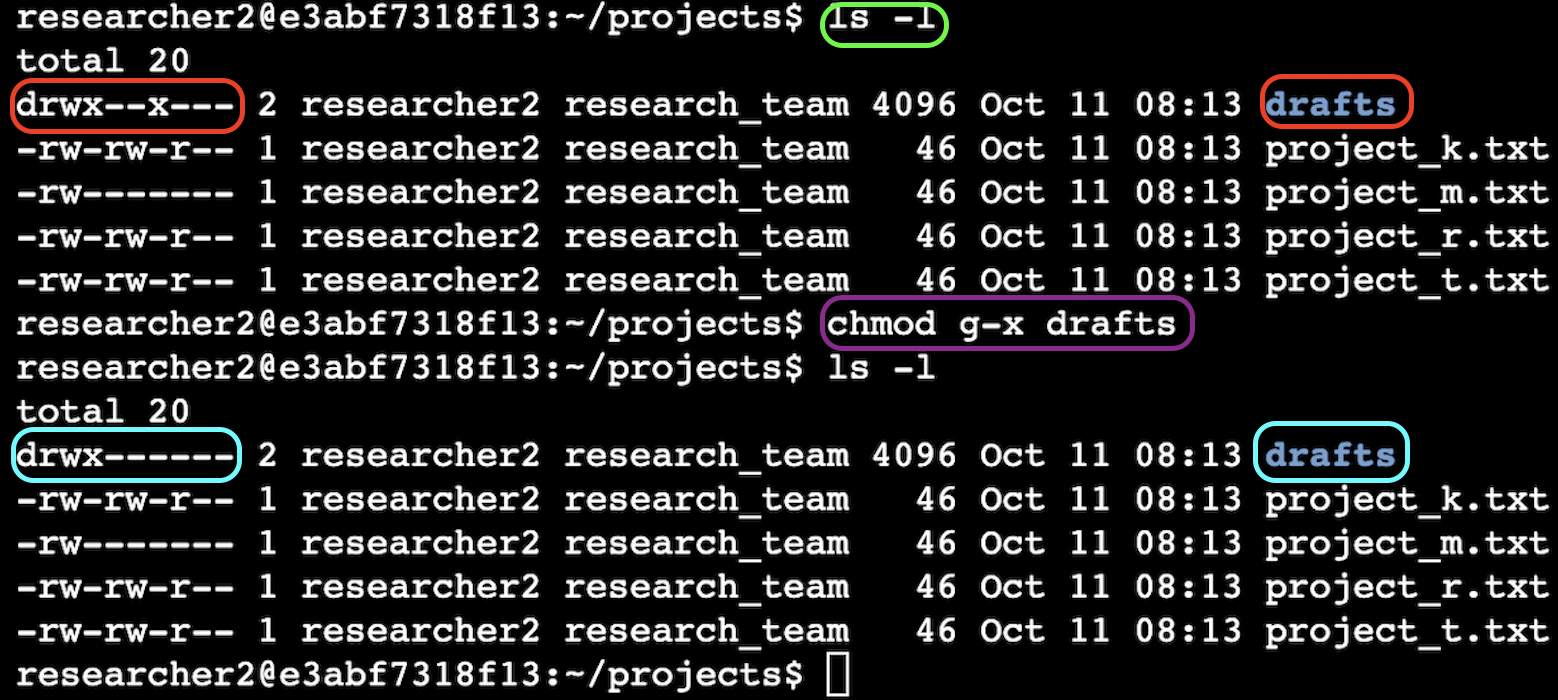 researcher2@e3abf7318f13:~/projects$ ls -l
total 20
drwx--x--- 2 researcher2 research_team 4096 Oct 11 08:13 drafts
-rw-rw-r-- 1 researcher2 research_team   46 Oct 11 08:13 project_k.txt
-rw------- 1 researcher2 research_team   46 Oct 11 08:13 project_m.txt
-rw-rw-r-- 1 researcher2 research_team   46 Oct 11 08:13 project_r.txt
-rw-rw-r-- 1 researcher2 research_team   46 Oct 11 08:13 project_t.txt
researcher2@e3abf7318f13:~/projects$ chmod g-x drafts
researcher2@e3abf7318f13:~/projects$ ls -l
total 20
drwx------ 2 researcher2 research_team 4096 Oct 11 08:13 drafts
-rw-rw-r-- 1 researcher2 research_team   46 Oct 11 08:13 project_k.txt
-rw------- 1 researcher2 research_team   46 Oct 11 08:13 project_m.txt
-rw-rw-r-- 1 researcher2 research_team   46 Oct 11 08:13 project_r.txt
-rw-rw-r-- 1 researcher2 research_team   46 Oct 11 08:13 project_t.txt
researcher2@e3abf7318f13:~/projects$